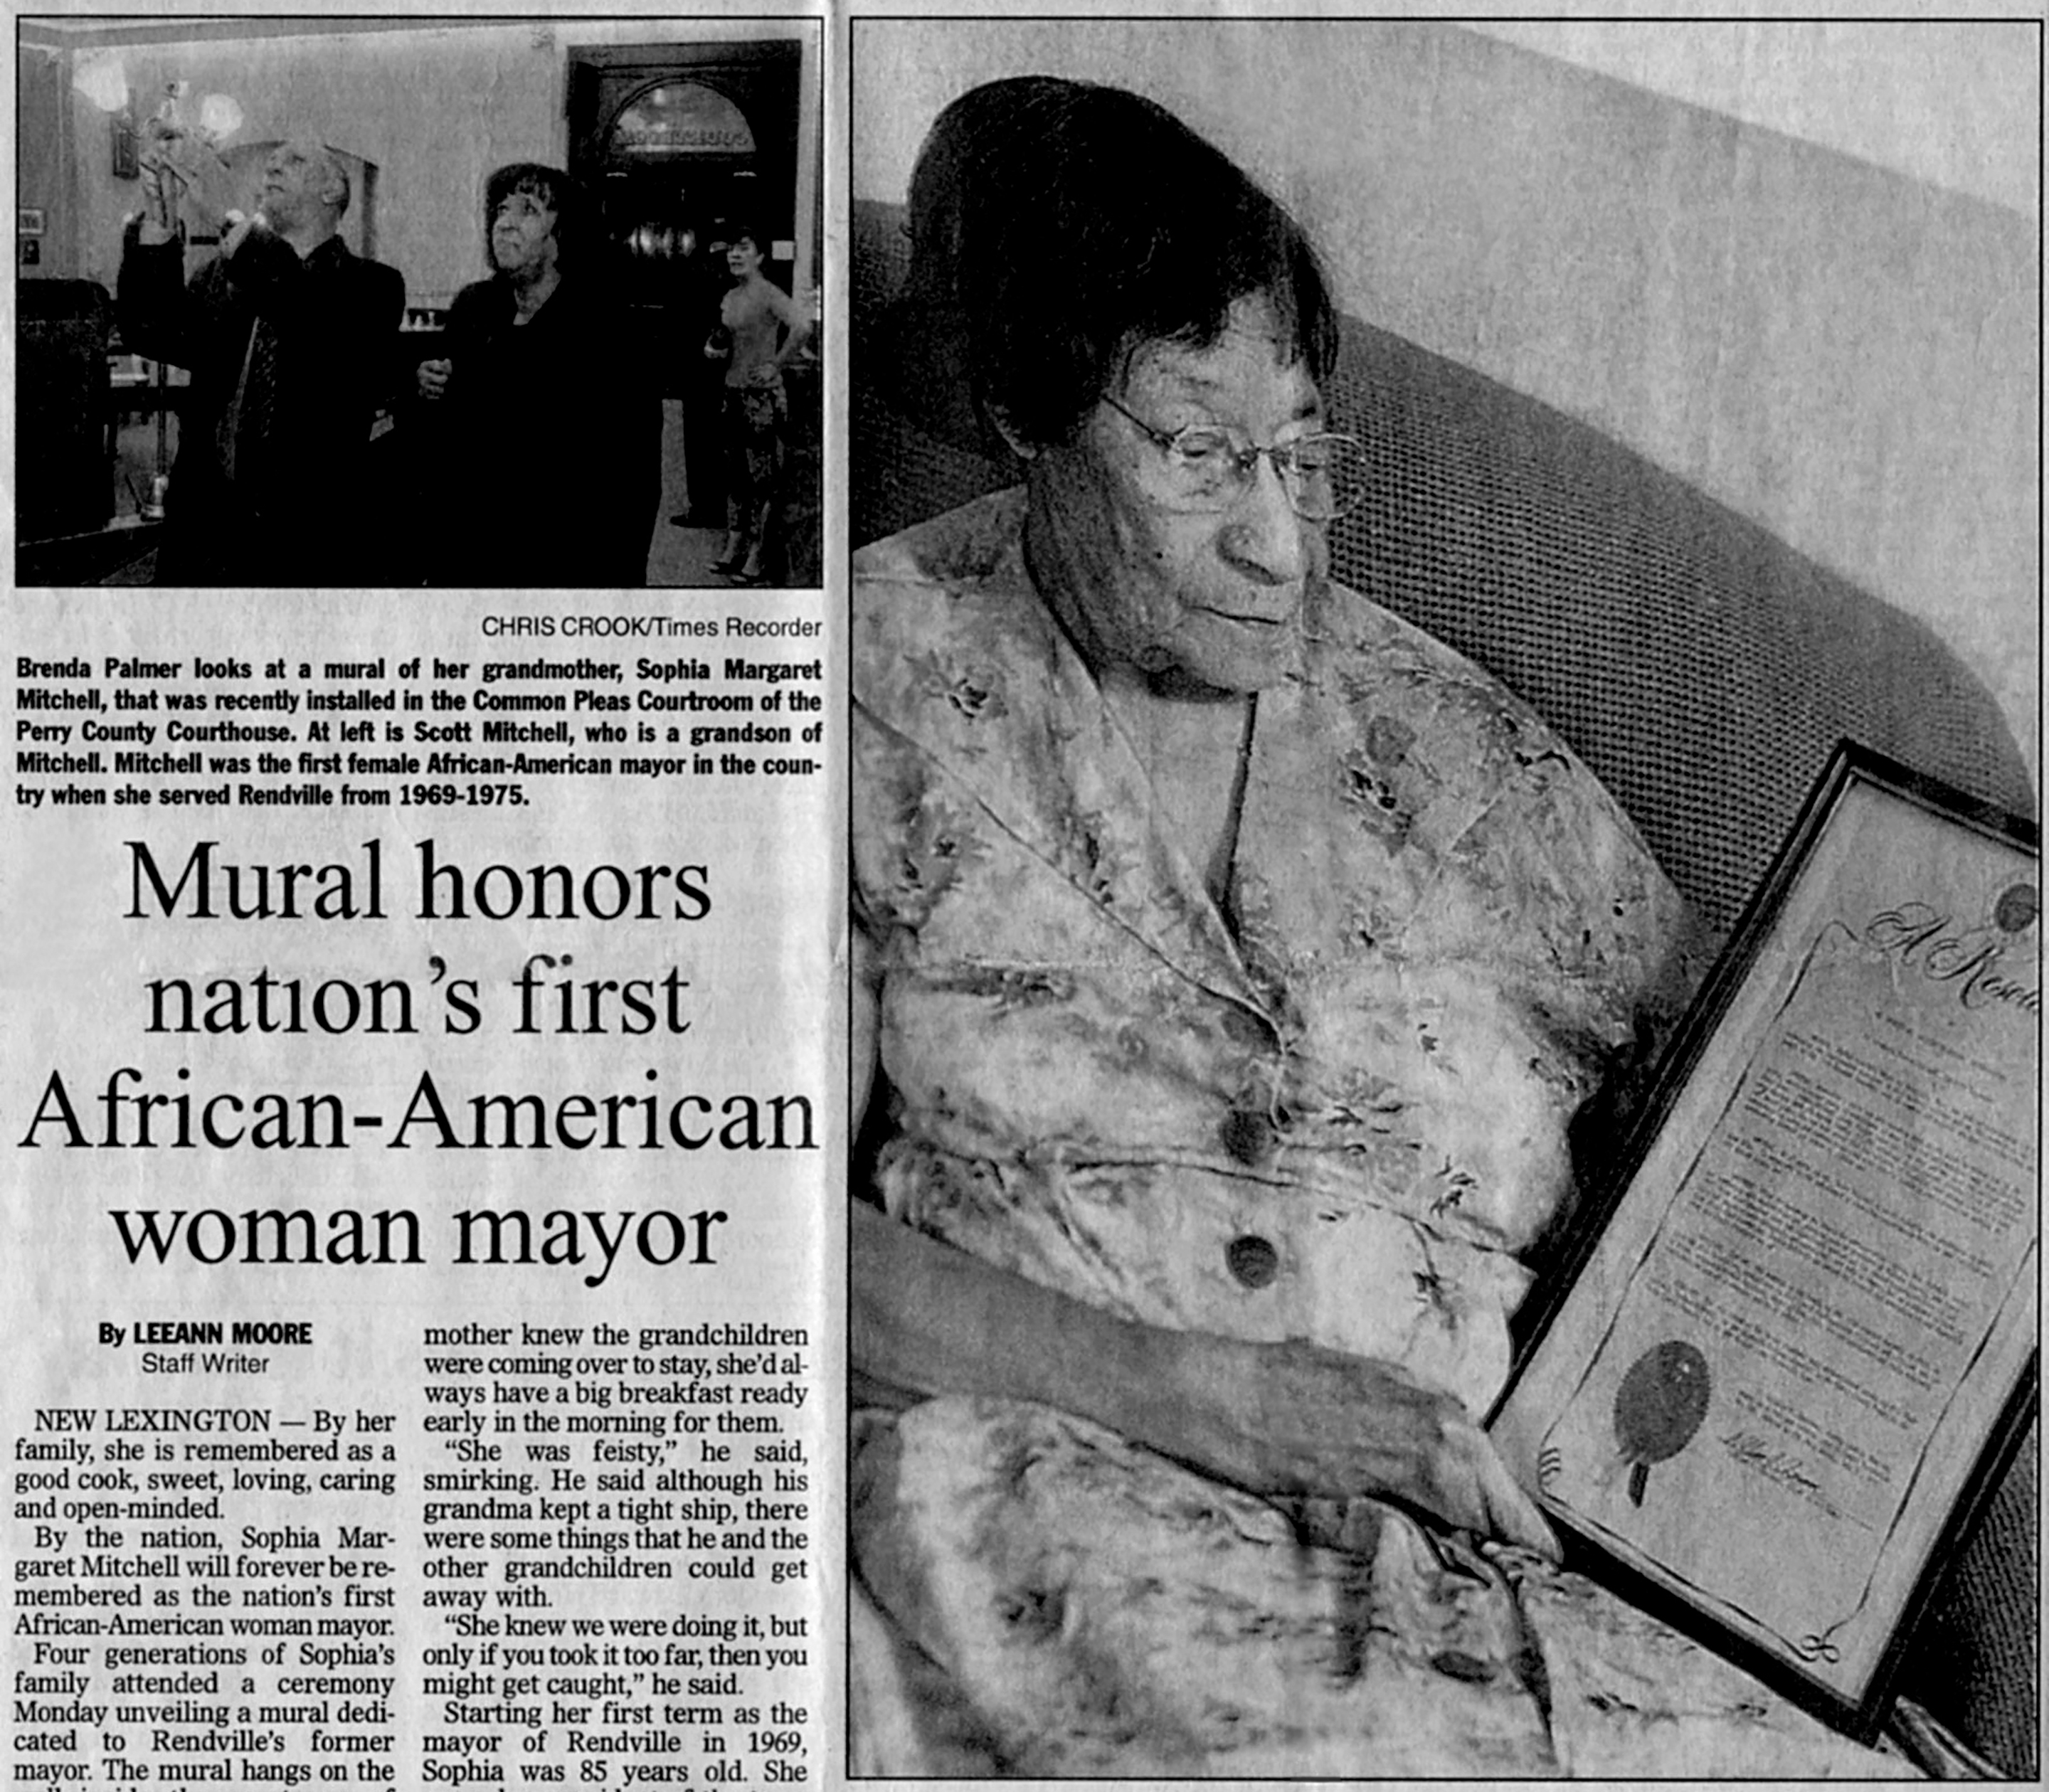 CHRIS CROOK/Times Recorder
Brenda Palmer looks at a mural of her grandmother, Sophia Margaret
Mitchell, that was recently installed in the Common Pleas Courtroom of the
Perry County Courthouse. At left is Scott Mitchell, who is a grandson of
Mitchell. Mitchell was the first female African-American mayor in the coun-
try when she served Rendville from 1969-1975.
Mural honors
nation's first
African-American
woman mayor
By LEEANN MOORE
Staff Writer
NEW LEXINGTON — By her
family, she is remembered as a
good cook, sweet, loving, caring
and open-minded.
By the nation, Sophia Mar-
garet Mitchell will forever be re-
membered as the nation's first
African-American woman mayor.
Four generations of Sophia's
family attended a ceremony
Monday unveiling a mural dedi-
cated to Rendville's former
mayor. The mural hangs on the
mother knew the grandchildren
were coming over to stay, she'd al-
ways have a big breakfast ready
early in the morning for them.
“She was feisty,” he said,
smirking. He said although his
grandma kept a tight ship, there
were some things that he and the
other grandchildren could get
away with.
“She knew we were doing it, but
only if you took it too far, then you
might get caught,” he said.
Starting her first term as the
mayor of Rendville in 1969,
Sophia was 85 years old. She
A